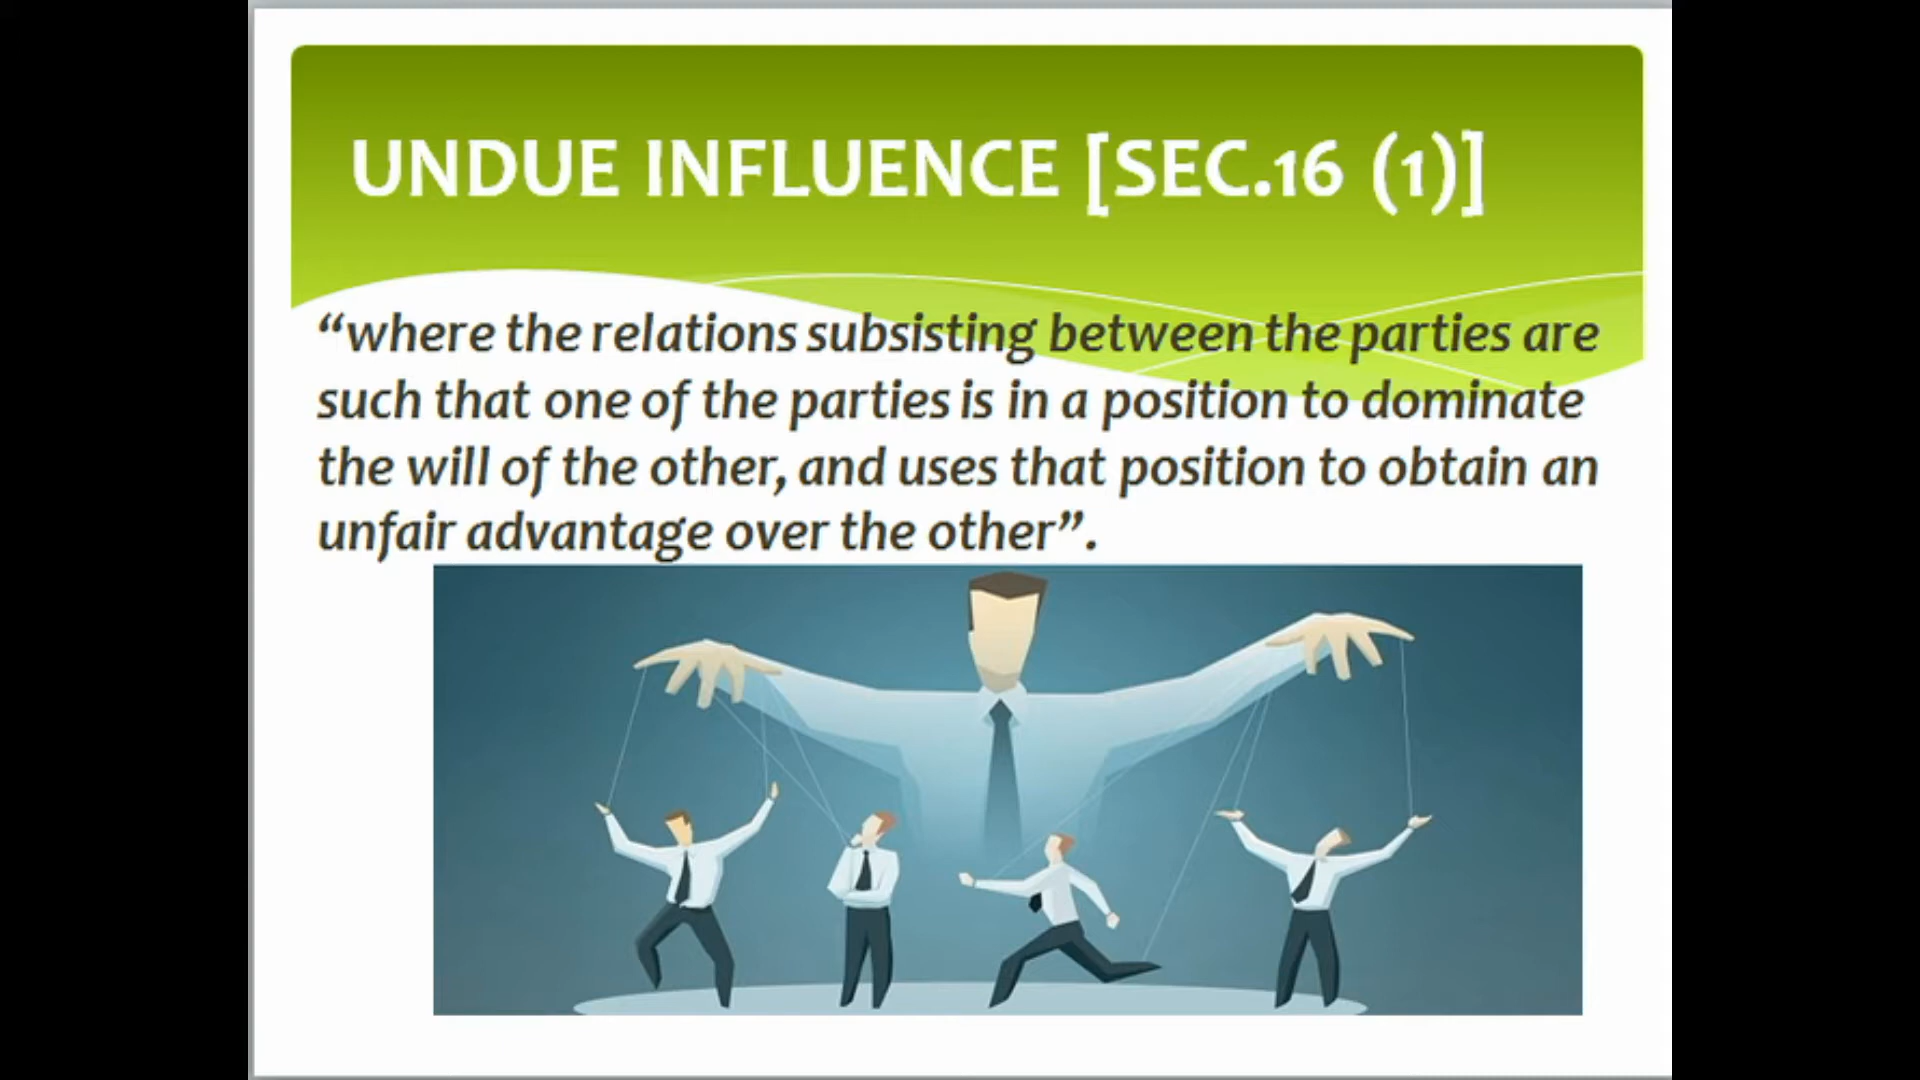 UNDUE INFLUENCE [SEC.16 (1)]
“where the relations subsisting between the parties are
such that one of the parties is in a position to dominate
the will of the other, and uses that position to obtain an
unfair advantage over the other”.